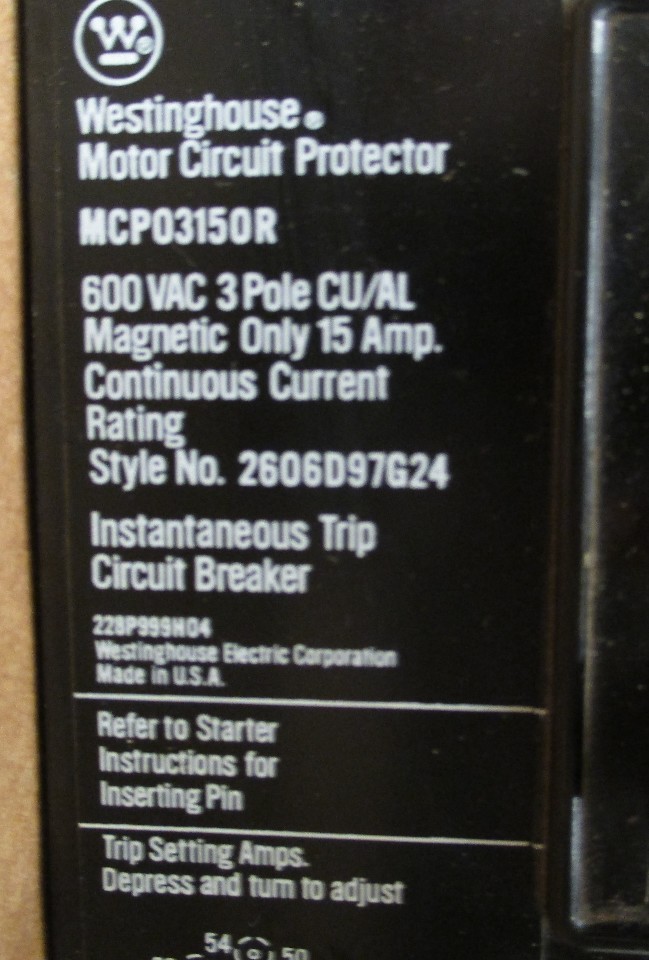 W®
Westinghouse®
Motor Circuit Protector
MCP03150R
600 VAC 3 Pole CU/AL
Magnetic Only 15 Amp.
Continuous Current
Rating
Style No. 2606D97G24
Instantaneous Trip
Circuit Breaker
228P999H04
Westinghouse Electric Corporation
Made in U.S.A.
Refer to Starter
Instructions for
Inserting Pin
Trip Setting Amps.
Depress and turn to adjust
54 50